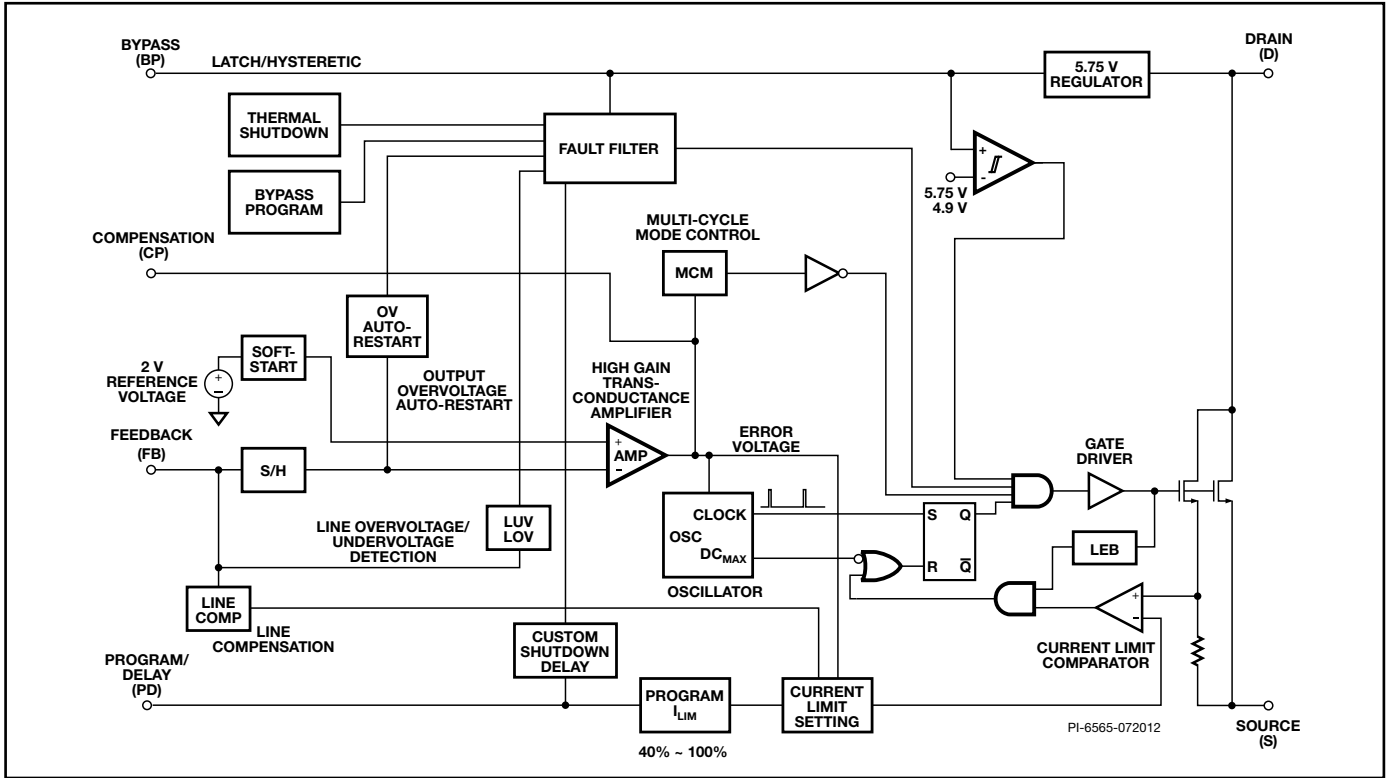 BYPASS
(BP)
LATCH/HYSTERETIC
DRAIN
(D)
5.75 V
REGULATOR
THERMAL
SHUTDOWN
FAULT FILTER
+
-
5.75 V
4.9 V
BYPASS
PROGRAM
COMPENSATION
(CP)
MULTI-CYCLE
MODE CONTROL
MCM
OV
AUTO-
RESTART
SOFT-
START
2 V
REFERENCE
VOLTAGE
+
–
OUTPUT
OVERVOLTAGE
AUTO-RESTART
HIGH GAIN
TRANS-
CONDUCTANCE
AMPLIFIER
FEEDBACK
(FB)
S/H
+
AMP
–
ERROR
VOLTAGE
GATE
DRIVER
LINE OVERVOLTAGE/
UNDERVOLTAGE
DETECTION
LUV
LOV
CLOCK
OSC
DCMAX
OSCILLATOR
S Q
R Q̅
LEB
LINE
COMP
LINE
COMPENSATION
+
–
CURRENT LIMIT
COMPARATOR
PROGRAM/
DELAY
(PD)
CUSTOM
SHUTDOWN
DELAY
PROGRAM
ILIM
40% ~ 100%
CURRENT
LIMIT
SETTING
PI-6565-072012
SOURCE
(S)